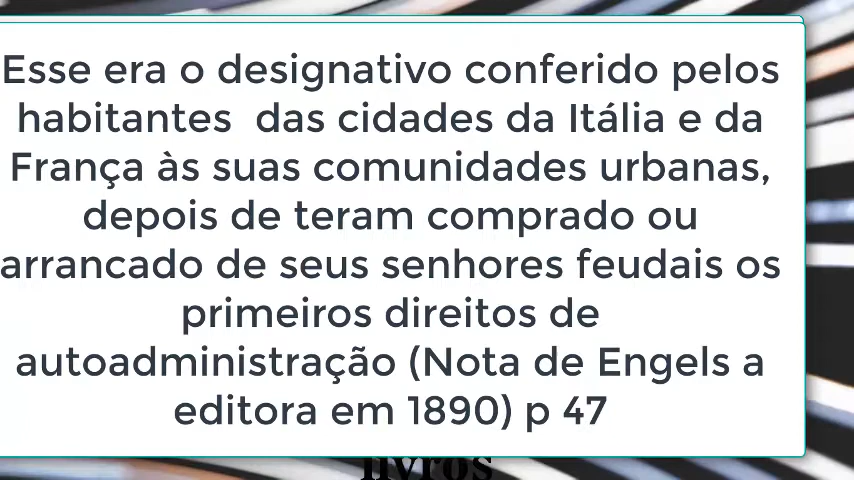 Esse era o designativo conferido pelos
habitantes das cidades da Itália e da
França às suas comunidades urbanas,
depois de teram comprado ou
arrancado de seus senhores feudais os
primeiros direitos de
autoadministração (Nota de Engels a
editora em 1890) p 47
livros